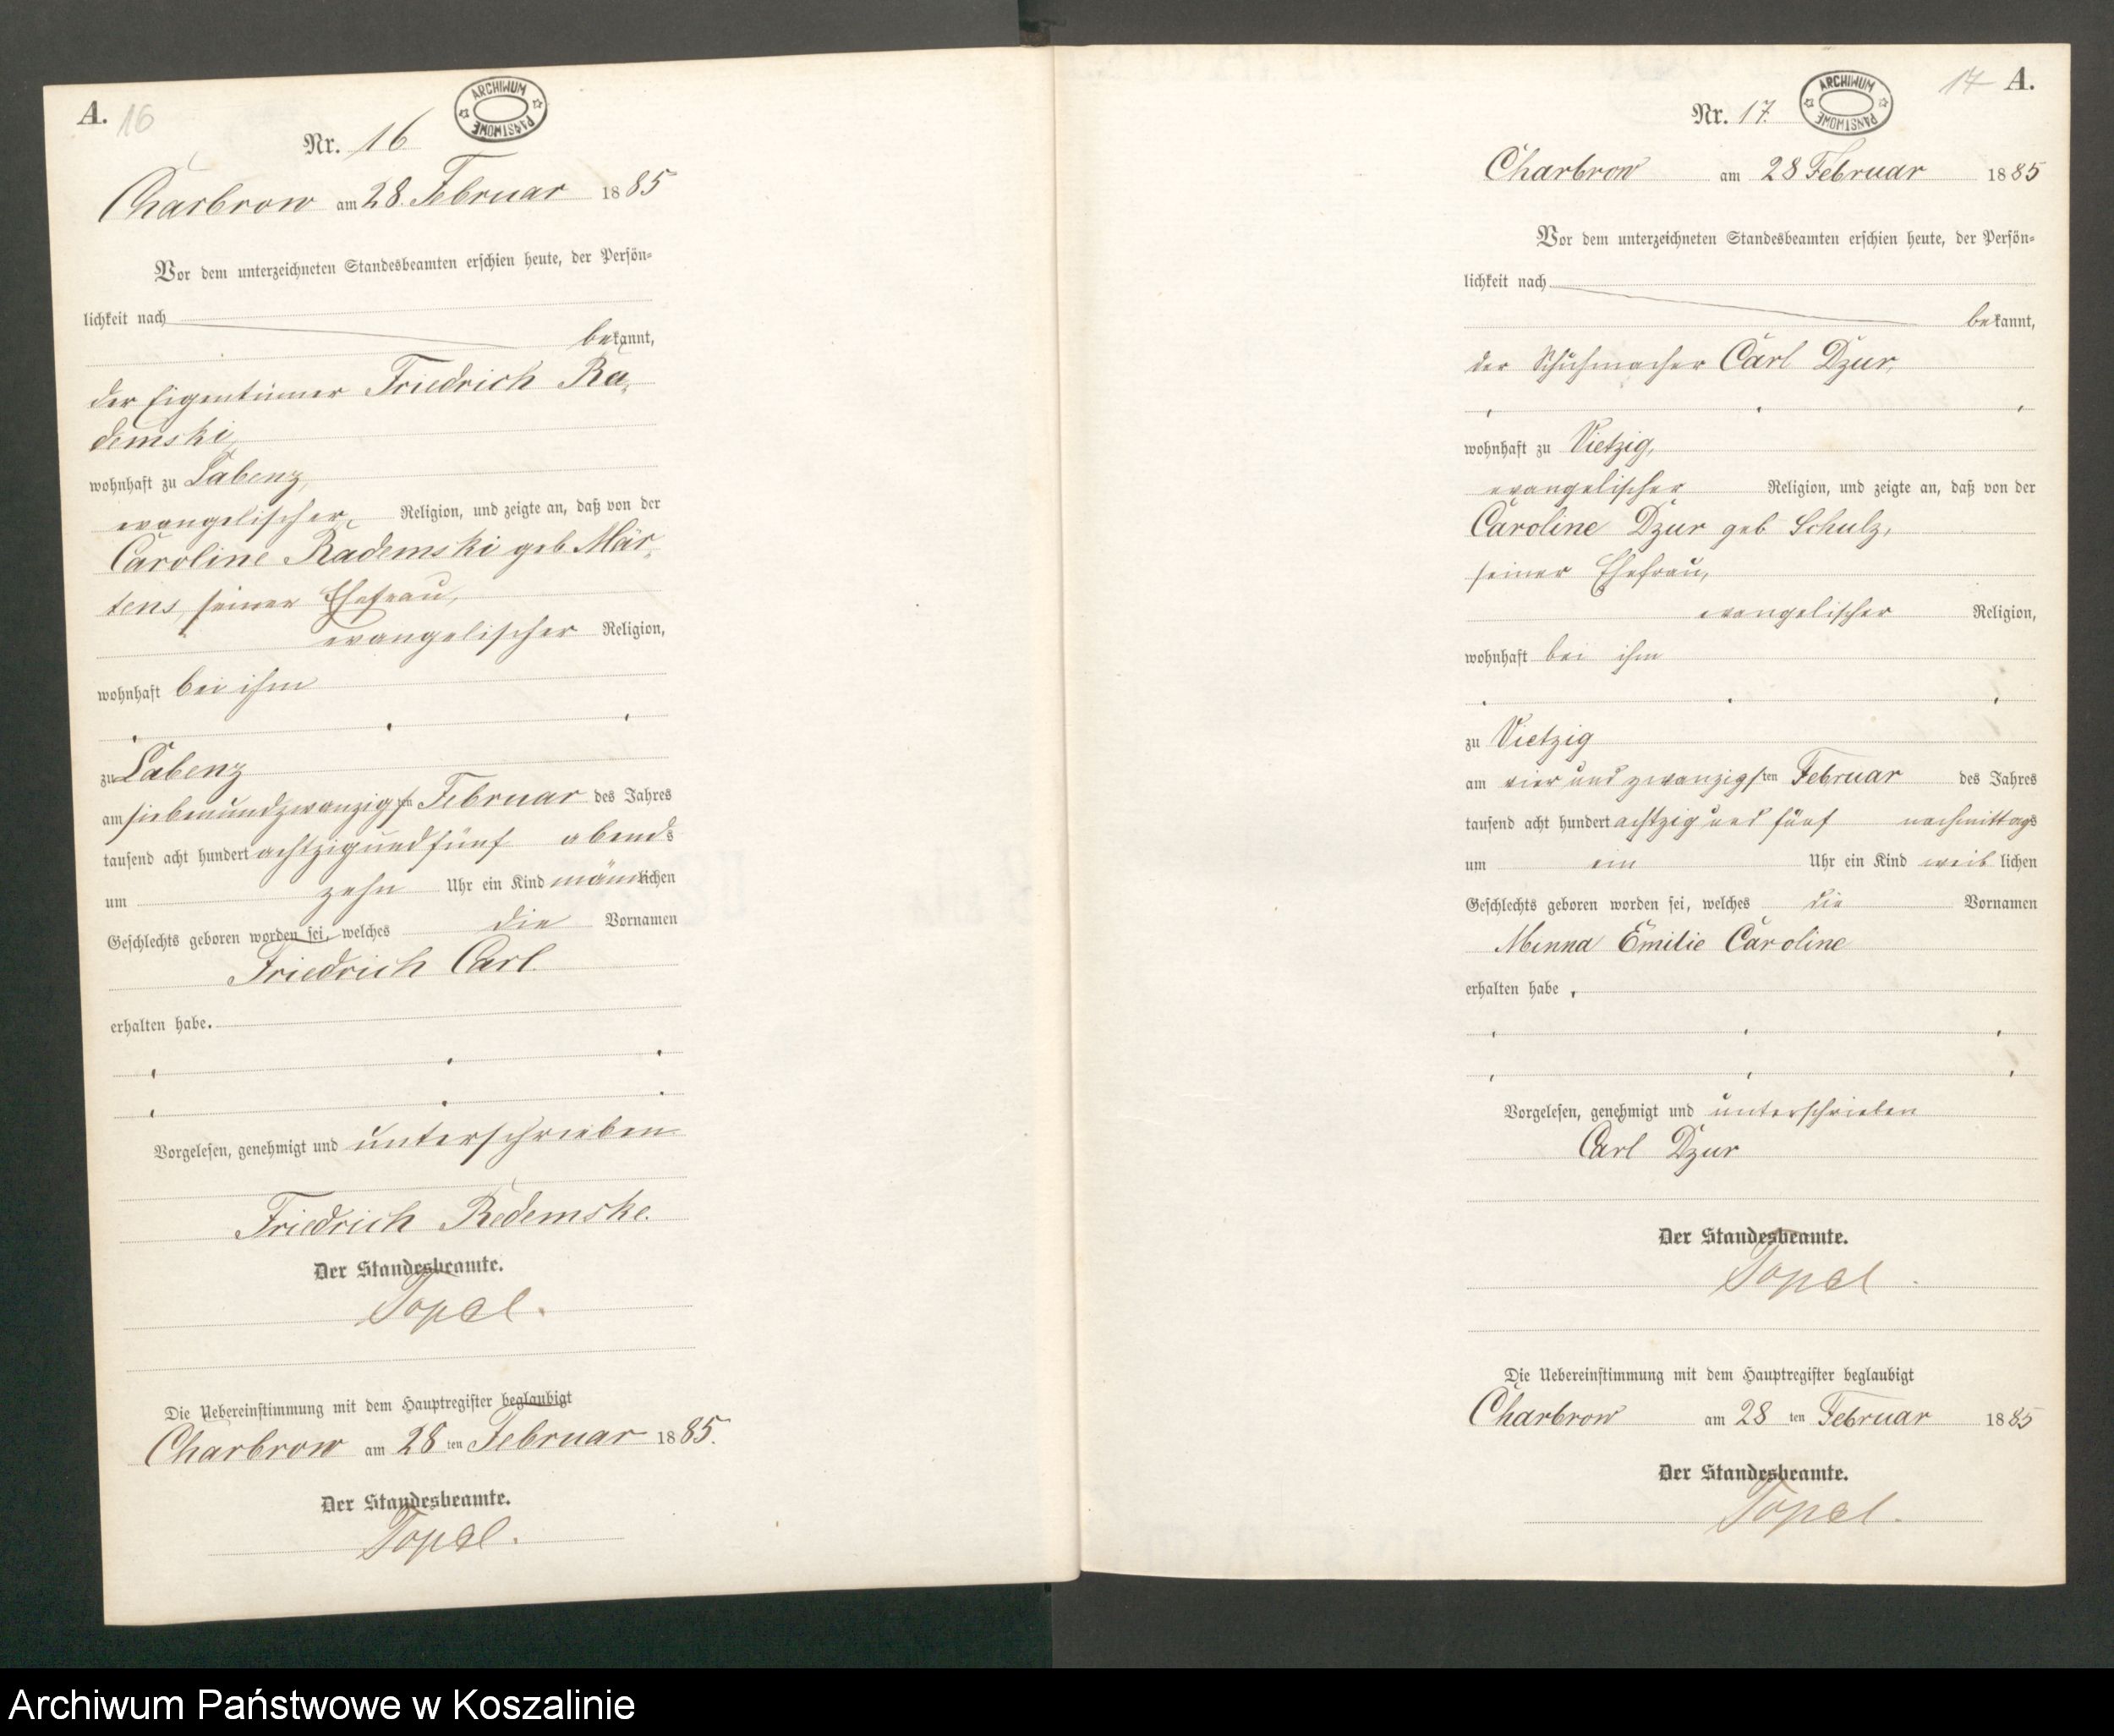 A. 16
ARCHIWUM PAŃSTWOWE
Nr. 16
Charbrow am 28. Februar 1885
Vor dem unterzeichneten Standesbeamten erschien heute, der Persön-
lichkeit nach
bekannt,
der Eigentümer Friedrich Ra-
demski,
wohnhaft zu Labenz,
evangelischer Religion, und zeigte an, daß von der
Caroline Rademski geb. Mär-
tens, seiner Ehefrau,
evangelischer Religion,
wohnhaft bei ihm
zu Labenz
am siebenundzwanzigsten Februar des Jahres
tausend acht hundert achtzigundfünf abends
um zehn Uhr ein Kind männlichen
Geschlechts geboren worden sei, welches die Vornamen
Friedrich Carl
erhalten habe.
Vorgelesen, genehmigt und unterschrieben
Friedrich Redemske.
Der Standesbeamte.
Topel.
Die Uebereinstimmung mit dem Hauptregister beglaubigt
Charbrow am 28 ten Februar 1885.
Der Standesbeamte.
Topel.
17 A.
ARCHIWUM PAŃSTWOWE
Nr. 17.
Charbrow am 28 Februar 1885
Vor dem unterzeichneten Standesbeamten erschien heute, der Persön-
lichkeit nach
bekannt,
der Schuhmacher Carl Dzur,
wohnhaft zu Vietzig,
evangelischer Religion, und zeigte an, daß von der
Caroline Dzur geb Schulz,
seiner Ehefrau,
evangelischer Religion,
wohnhaft bei ihm
zu Vietzig
am vier und zwanzigsten Februar des Jahres
tausend acht hundert achtzig und fünf nachmittags
um ein Uhr ein Kind weiblichen
Geschlechts geboren worden sei, welches die Vornamen
Minna Emilie Caroline
erhalten habe.
Vorgelesen, genehmigt und unterschrieben
Carl Dzur
Der Standesbeamte.
Topel.
Die Uebereinstimmung mit dem Hauptregister beglaubigt
Charbrow am 28 ten Februar 1885
Der Standesbeamte.
Topel.
Archiwum Państwowe w Koszalinie